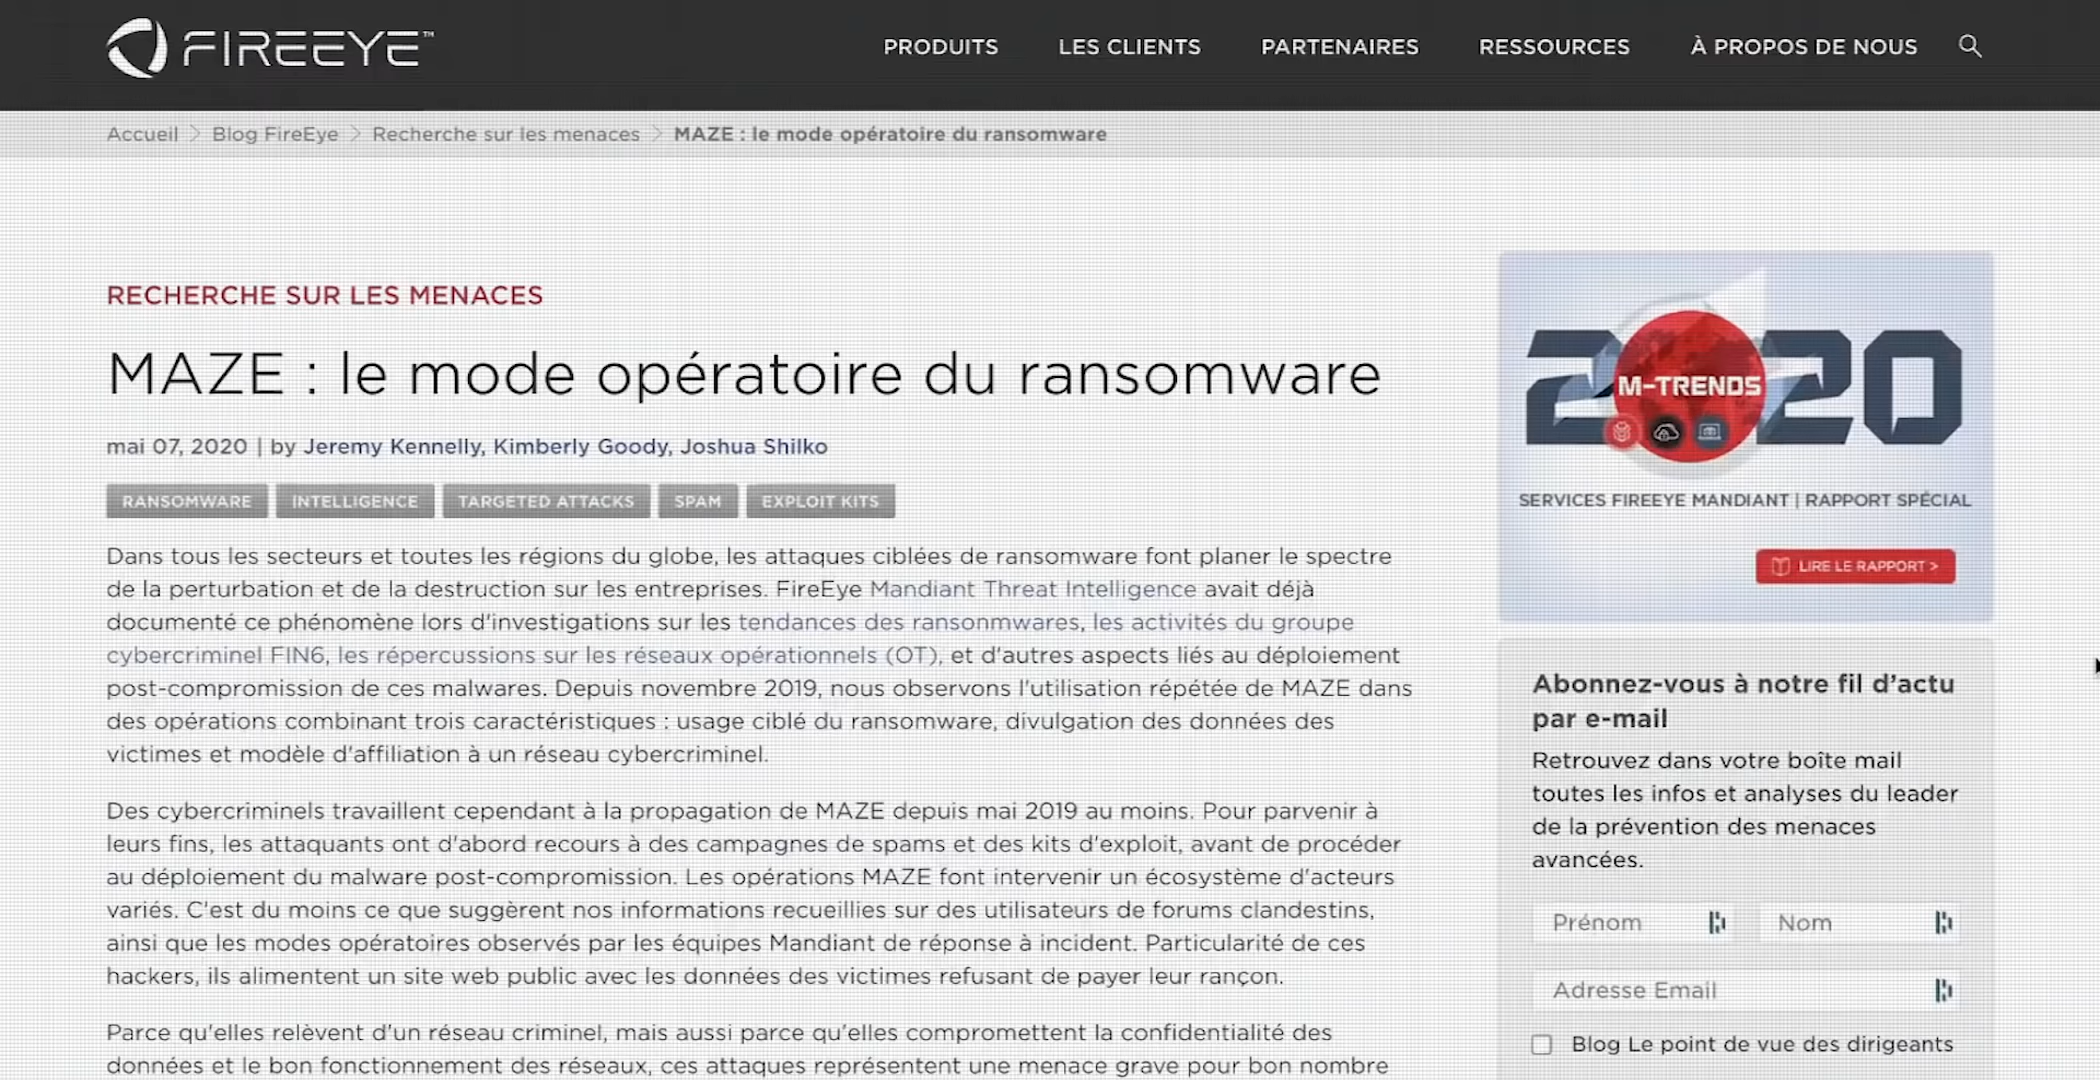 FIREEYE™
PRODUITS
LES CLIENTS
PARTENAIRES
RESSOURCES
À PROPOS DE NOUS
Accueil > Blog FireEye > Recherche sur les menaces > MAZE : le mode opératoire du ransomware
RECHERCHE SUR LES MENACES
MAZE : le mode opératoire du ransomware
mai 07, 2020 | by Jeremy Kennelly, Kimberly Goody, Joshua Shilko
RANSOMWARE
INTELLIGENCE
TARGETED ATTACKS
SPAM
EXPLOIT KITS
Dans tous les secteurs et toutes les régions du globe, les attaques ciblées de ransomware font planer le spectre
de la perturbation et de la destruction sur les entreprises. FireEye Mandiant Threat Intelligence avait déjà
documenté ce phénomène lors d'investigations sur les tendances des ransonmwares, les activités du groupe
cybercriminel FIN6, les répercussions sur les réseaux opérationnels (OT), et d'autres aspects liés au déploiement
post-compromission de ces malwares. Depuis novembre 2019, nous observons l'utilisation répétée de MAZE dans
des opérations combinant trois caractéristiques : usage ciblé du ransomware, divulgation des données des
victimes et modèle d'affiliation à un réseau cybercriminel.
Des cybercriminels travaillent cependant à la propagation de MAZE depuis mai 2019 au moins. Pour parvenir à
leurs fins, les attaquants ont d'abord recours à des campagnes de spams et des kits d'exploit, avant de procéder
au déploiement du malware post-compromission. Les opérations MAZE font intervenir un écosystème d'acteurs
variés. C'est du moins ce que suggèrent nos informations recueillies sur des utilisateurs de forums clandestins,
ainsi que les modes opératoires observés par les équipes Mandiant de réponse à incident. Particularité de ces
hackers, ils alimentent un site web public avec les données des victimes refusant de payer leur rançon.
Parce qu'elles relèvent d'un réseau criminel, mais aussi parce qu'elles compromettent la confidentialité des
données et le bon fonctionnement des réseaux, ces attaques représentent une menace grave pour bon nombre
2020
M-TRENDS
SERVICES FIREEYE MANDIANT | RAPPORT SPÉCIAL
LIRE LE RAPPORT >
Abonnez-vous à notre fil d'actu
par e-mail
Retrouvez dans votre boîte mail
toutes les infos et analyses du leader
de la prévention des menaces
avancées.
Prénom
Nom
Adresse Email
Blog Le point de vue des dirigeants